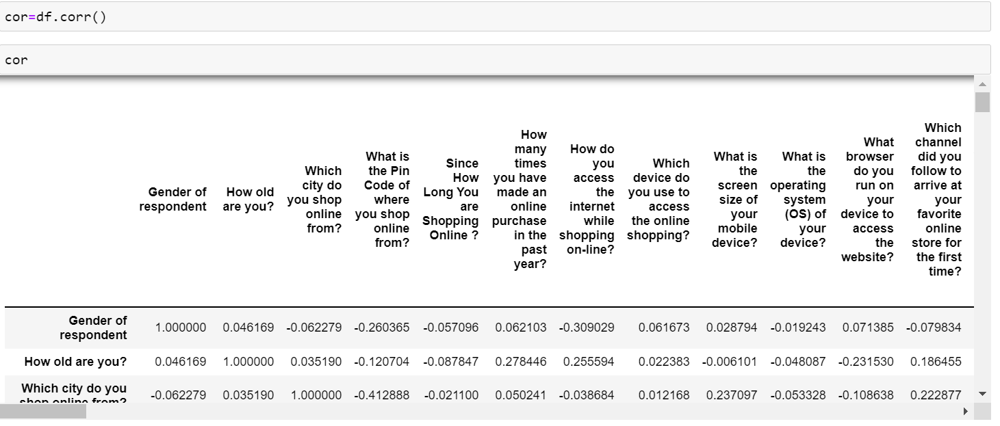 cor=df.corr()
cor
Gender of
respondent
How old
are you?
Which
city do
you shop
online
from?
What is
the Pin
Code of
where
you shop
online
from?
Since
How
Long You
are
Shopping
Online ?
How
many
times
you have
made an
online
purchase
in the
past
year?
How do
you
access
the
internet
while
shopping
on-line?
Which
device do
you use to
access
the online
shopping?
What is
the
screen
size of
your
mobile
device?
What is
the
operating
system
(OS) of
your
device?
What
browser
do you
run on
your
device to
access
the
website?
Which
channel
did you
follow to
arrive at
your
favorite
online
store for
the first
time?
Gender of
respondent
1.000000 0.046169 -0.062279 -0.260365 -0.057096 0.062103 -0.309029 0.061673 0.028794 -0.019243 0.071385 -0.079834
How old are you? 0.046169 1.000000 0.035190 -0.120704 -0.087847 0.278446 0.255594 0.022383 -0.006101 -0.048087 -0.231530 0.186455
Which city do you
shop online from?
-0.062279 0.035190 1.000000 -0.412888 -0.021100 0.050241 -0.038684 0.012168 0.237097 -0.053328 -0.108638 0.222877